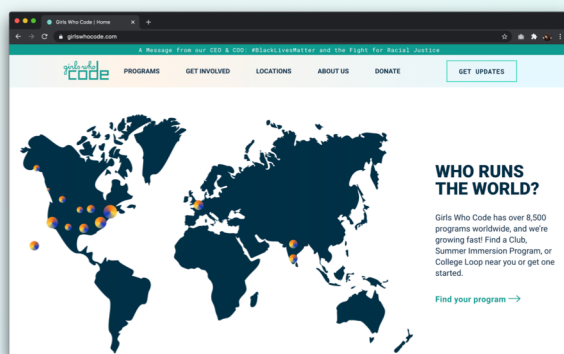 Girls Who Code | Home
girlswhocode.com
A Message from our CEO & COO: #BlackLivesMatter and the Fight for Racial Justice
girls who
CODE
PROGRAMS
GET INVOLVED
LOCATIONS
ABOUT US
DONATE
GET UPDATES
WHO RUNS
THE WORLD?
Girls Who Code has over 8,500
programs worldwide, and we're
growing fast! Find a Club,
Summer Immersion Program, or
College Loop near you or get one
started.
Find your program